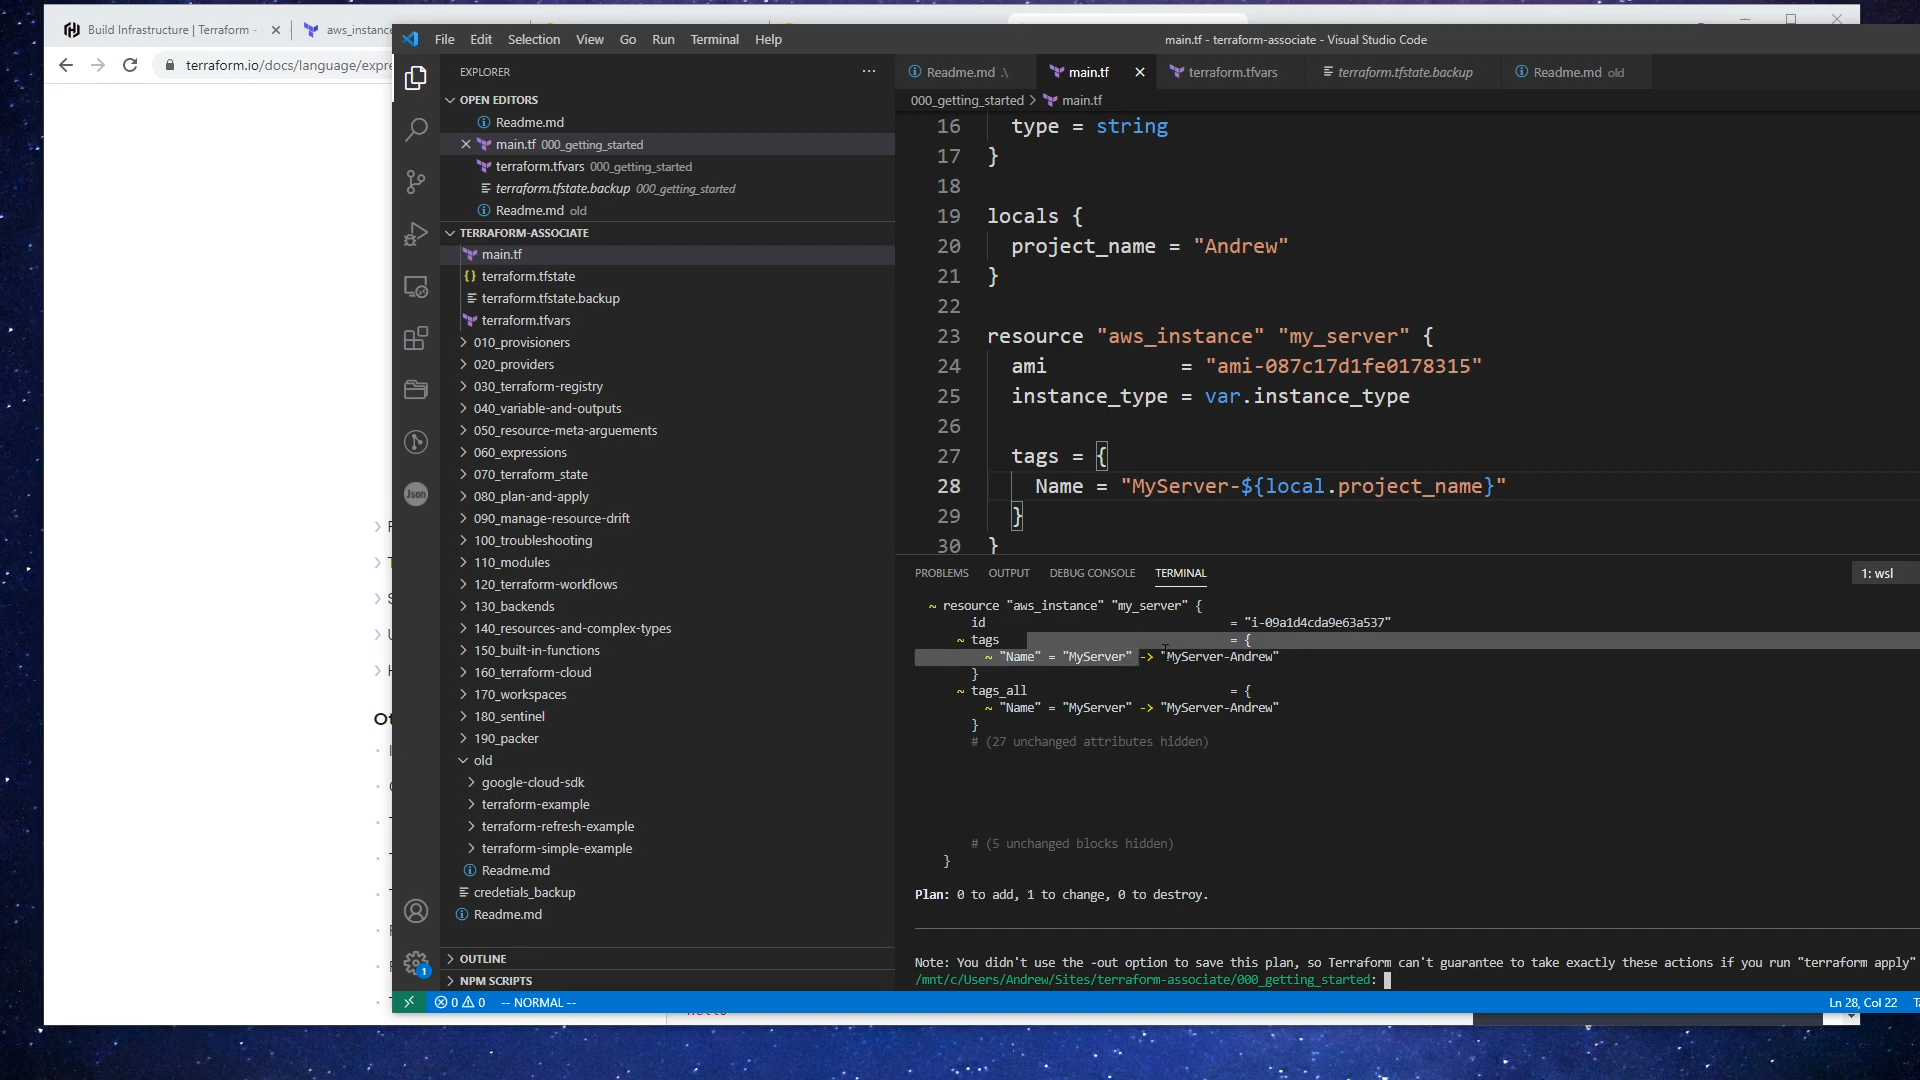 Build Infrastructure | Terraform -
aws_instanc
terraform.io/docs/language/expre
File Edit Selection View Go Run Terminal Help
main.tf - terraform-associate - Visual Studio Code
EXPLORER
OPEN EDITORS
Readme.md
main.tf 000_getting_started
terraform.tfvars 000_getting_started
terraform.tfstate.backup 000_getting_started
Readme.md old
TERRAFORM-ASSOCIATE
main.tf
terraform.tfstate
terraform.tfstate.backup
terraform.tfvars
010_provisioners
020_providers
030_terraform-registry
040_variable-and-outputs
050_resource-meta-arguements
060_expressions
070_terraform_state
080_plan-and-apply
090_manage-resource-drift
100_troubleshooting
110_modules
120_terraform-workflows
130_backends
140_resources-and-complex-types
150_built-in-functions
160_terraform-cloud
170_workspaces
180_sentinel
190_packer
old
google-cloud-sdk
terraform-example
terraform-refresh-example
terraform-simple-example
Readme.md
credetials_backup
Readme.md
OUTLINE
NPM SCRIPTS
Json
1
Readme.md .\
main.tf
terraform.tfvars
terraform.tfstate.backup
Readme.md old
000_getting_started > main.tf
16 type = string
17 }
18
19 locals {
20 project_name = "Andrew"
21 }
22
23 resource "aws_instance" "my_server" {
24 ami = "ami-087c17d1fe0178315"
25 instance_type = var.instance_type
26
27 tags = {
28 Name = "MyServer-${local.project_name}"
29 }
30 }
PROBLEMS OUTPUT DEBUG CONSOLE TERMINAL
1: wsl
~ resource "aws_instance" "my_server" {
id = "i-09a1d4cda9e63a537"
~ tags = {
~ "Name" = "MyServer" -> "MyServer-Andrew"
}
~ tags_all = {
~ "Name" = "MyServer" -> "MyServer-Andrew"
}
# (27 unchanged attributes hidden)
# (5 unchanged blocks hidden)
}
Plan: 0 to add, 1 to change, 0 to destroy.
Note: You didn't use the -out option to save this plan, so Terraform can't guarantee to take exactly these actions if you run "terraform apply"
/mnt/c/Users/Andrew/Sites/terraform-associate/000_getting_started:
0 0 -- NORMAL --
Ln 28, Col 22